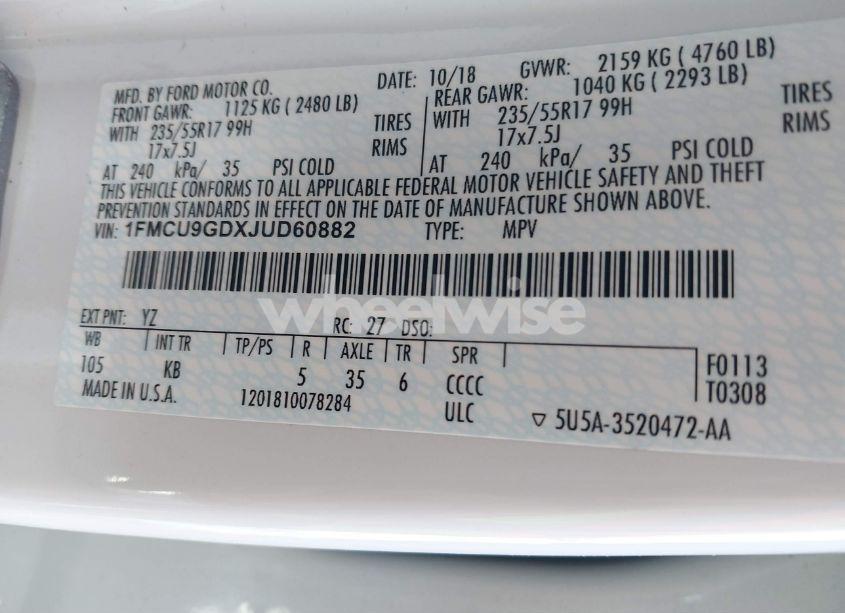 MFD. BY FORD MOTOR CO. DATE: 10/18 GVWR: 2159 KG ( 4760 LB)
FRONT GAWR: 1125 KG ( 2480 LB) REAR GAWR: 1040 KG ( 2293 LB)
WITH 235/55R17 99H TIRES WITH 235/55R17 99H TIRES
17x7.5J RIMS 17x7.5J RIMS
AT 240 kPa/ 35 PSI COLD AT 240 kPa/ 35 PSI COLD
THIS VEHICLE CONFORMS TO ALL APPLICABLE FEDERAL MOTOR VEHICLE SAFETY AND THEFT
PREVENTION STANDARDS IN EFFECT ON THE DATE OF MANUFACTURE SHOWN ABOVE.
VIN: 1FMCU9GDXJUD60882 TYPE: MPV
wheelwise
EXT PNT: YZ RC: 27 DSO:
WB INT TR TP/PS R AXLE TR SPR
105 KB 5 35 6 CCCC F0113
MADE IN U.S.A. 1201810078284 ULC T0308
▽ 5U5A-3520472-AA